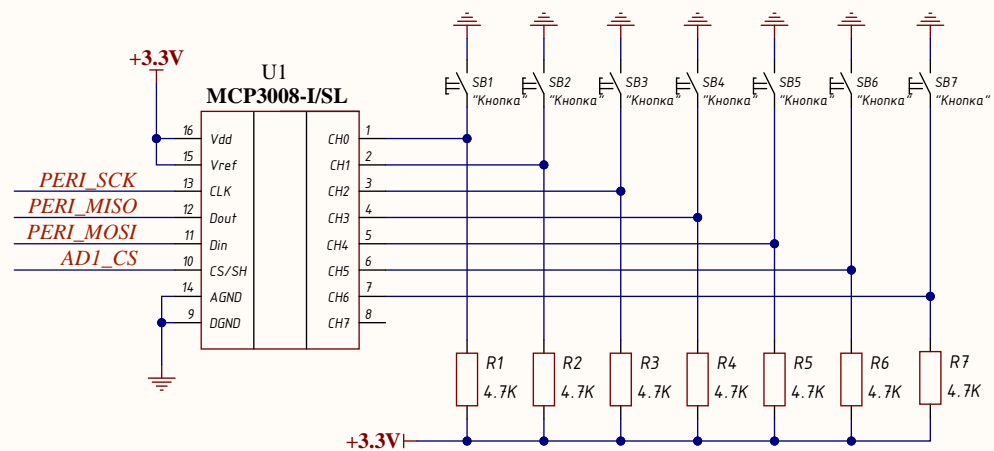 +3.3V
U1
MCP3008-I/SL
SB1 SB2 SB3 SB4 SB5 SB6 SB7
"Кнопка" "Кнопка" "Кнопка" "Кнопка" "Кнопка" "Кнопка" "Кнопка"
16 Vdd CH0 1
15 Vref CH1 2
PERI_SCK 13 CLK CH2 3
PERI_MISO 12 Dout CH3 4
PERI_MOSI 11 Din CH4 5
AD1_CS 10 CS/SH CH5 6
14 AGND CH6 7
9 DGND CH7 8
R1 R2 R3 R4 R5 R6 R7
4.7K 4.7K 4.7K 4.7K 4.7K 4.7K 4.7K
+3.3V